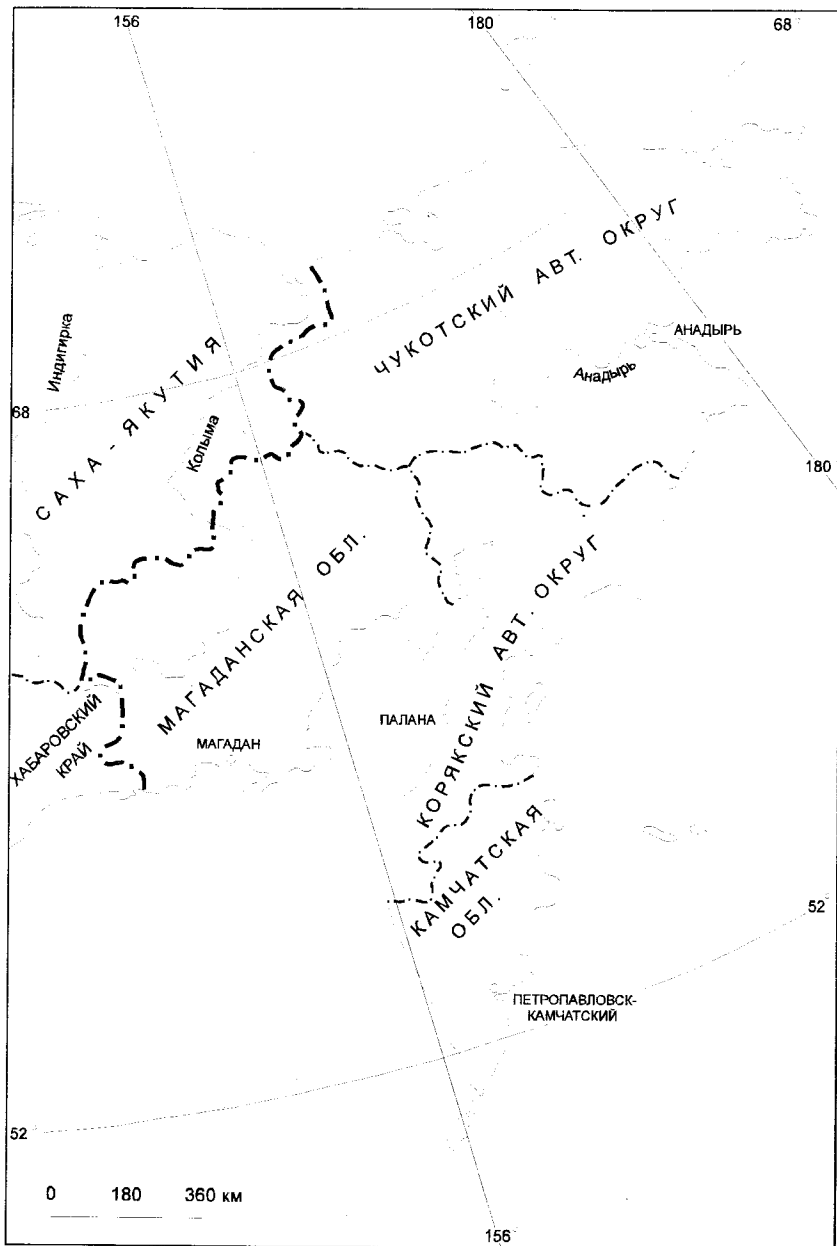 156
180
68
ЧУКОТСКИЙ АВТ. ОКРУГ
АНАДЫРЬ
Анадырь
Индигирка
САХА - ЯКУТИЯ
68
Колыма
180
МАГАДАНСКАЯ ОБЛ.
КОРЯКСКИЙ АВТ. ОКРУГ
ХАБАРОВСКИЙ
КРАЙ
МАГАДАН
ПАЛАНА
КАМЧАТСКАЯ
ОБЛ.
52
ПЕТРОПАВЛОВСК-
КАМЧАТСКИЙ
52
0 180 360 км
156